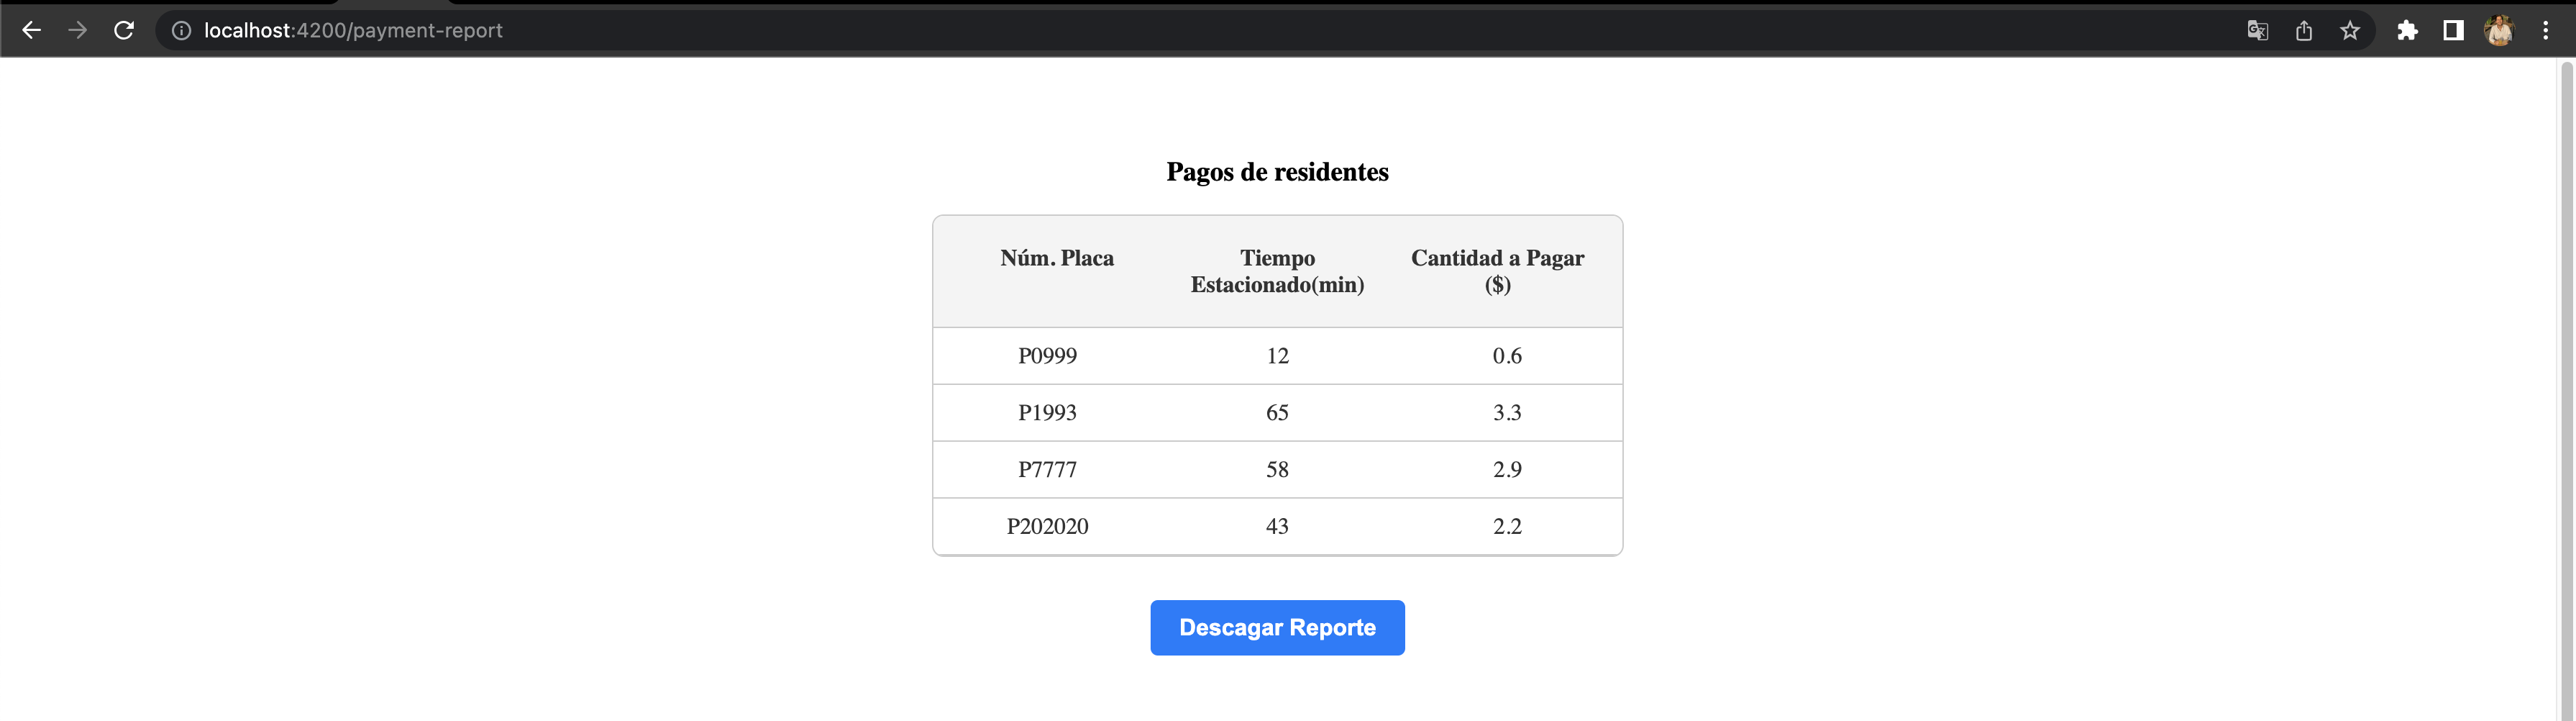 localhost:4200/payment-report
Pagos de residentes
Núm. Placa Tiempo Cantidad a Pagar
Estacionado(min) ($)
P0999 12 0.6
P1993 65 3.3
P7777 58 2.9
P202020 43 2.2
Descagar Reporte